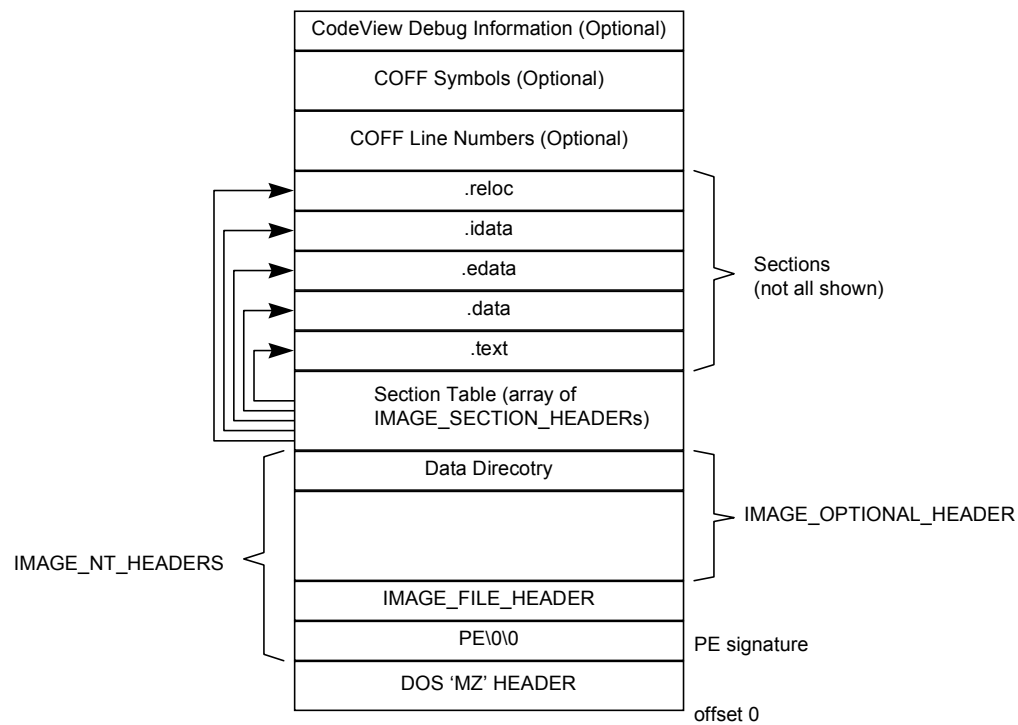 CodeView Debug Information (Optional)
COFF Symbols (Optional)
COFF Line Numbers (Optional)
.reloc
.idata
.edata
.data
.text
Sections
(not all shown)
Section Table (array of
IMAGE_SECTION_HEADERs)
Data Direcotry
IMAGE_OPTIONAL_HEADER
IMAGE_NT_HEADERS
IMAGE_FILE_HEADER
PE\0\0
PE signature
DOS ‘MZ’ HEADER
offset 0